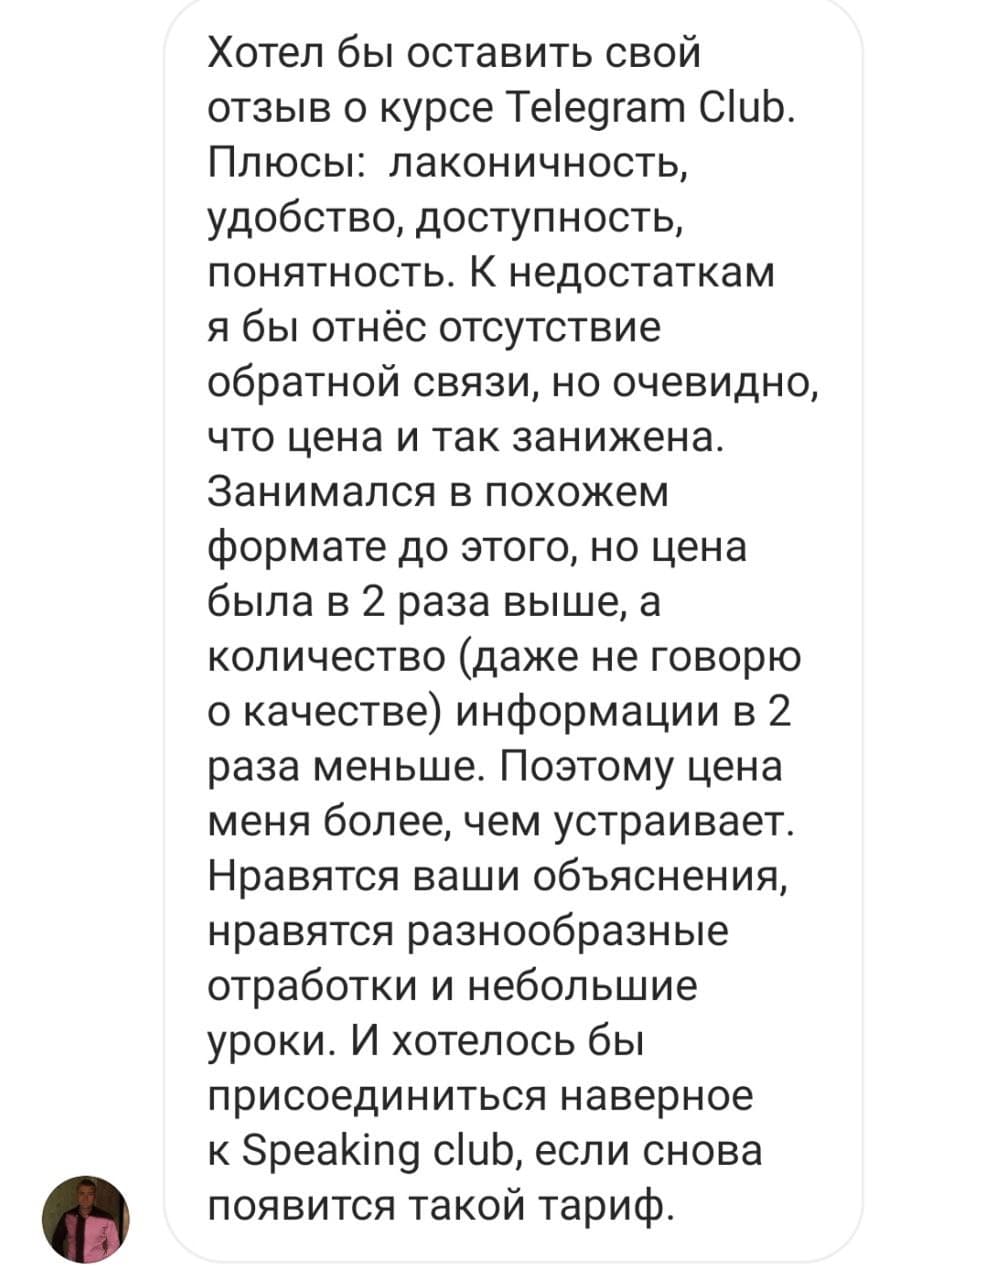 Хотел бы оставить свой
отзыв о курсе Telegram Club.
Плюсы:  лаконичность,
удобство, доступность,
понятность. К недостаткам
я бы отнёс отсутствие
обратной связи, но очевидно,
что цена и так занижена.
Занимался в похожем
формате до этого, но цена
была в 2 раза выше, а
количество (даже не говорю
о качестве) информации в 2
раза меньше. Поэтому цена
меня более, чем устраивает.
Нравятся ваши объяснения,
нравятся разнообразные
отработки и небольшие
уроки. И хотелось бы
присоединиться наверное
к Speaking club, если снова
появится такой тариф.